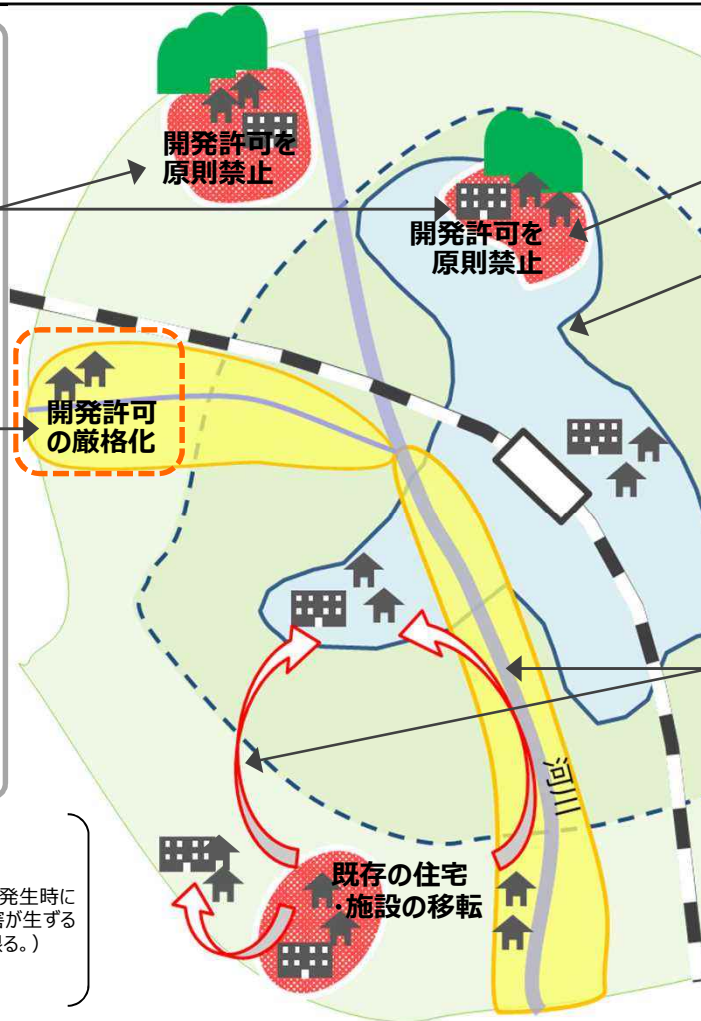 開発許可を
原則禁止
開発許可を
原則禁止
開発許可
の厳格化
河川
既存の住宅
・施設の移転
発生時に
害が生ずる
限る。)